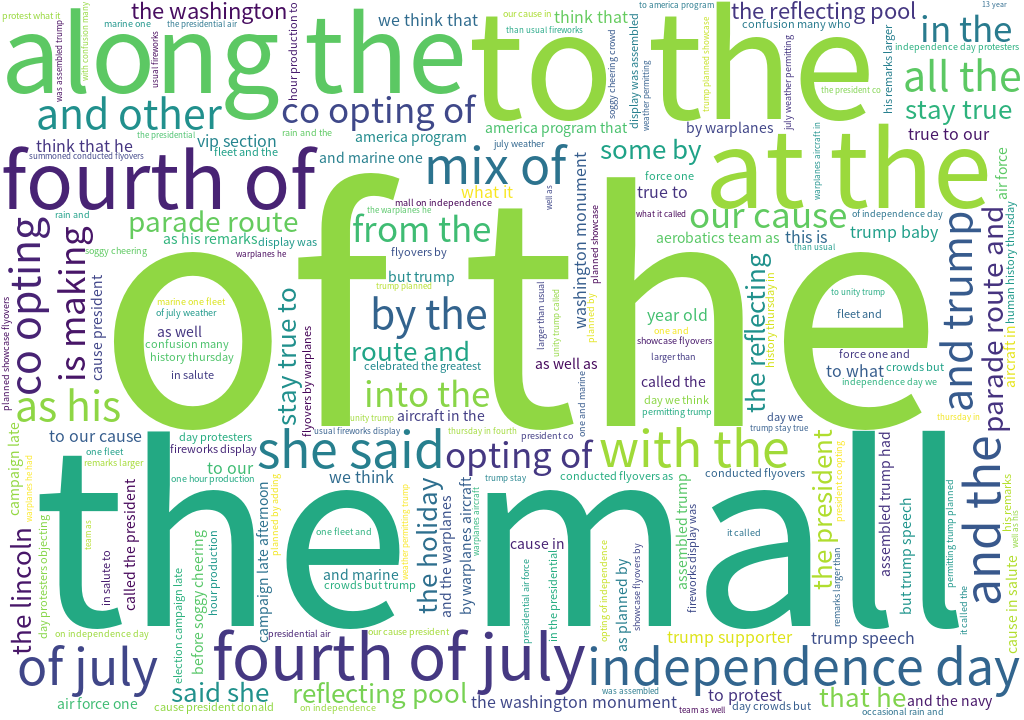 protest what it
the washington
we think that
our cause in
think that
to america program
the reflecting pool
13 year
marine one
the presidential air
than usual fireworks
confusion many who
in the
independence day protesters
along the
to the
all the
was assembled trump
with confusion many
usual fireworks
hour production to
soggy cheering crowd
display was assembled
weather permitting
trump planned showcase
july weather permitting
the president co
his remarks larger
stay true
and other
co opting of
the presidential
vip section
rain and the
america program
america program that
by warplanes
true to our
think that he
summoned conducted flyovers
fleet and the
and marine one
july weather
mix of
some by
at the
warplanes aircraft in
air force
fourth of
what it
well as
force one
true to
of the
mall on independence
the warplanes he
washington monument
planned showcase
what it called
our cause
of independence day
human history thursday
rain and
parade route
from the
aerobatics team as
this is
trump baby
as his remarks
display was
soggy cheering
warplanes he
flyovers by
than usual
co opting
is making
but trump
trump planned
and trump
parade route and
aircraft in
planned showcase flyovers
cause president
marine one fleet
of july weather
as well
confusion many
history thursday
in salute
stay true to
flyovers by warplanes
by the
larger than usual
unity trump called
planned by
year old
one and
showcase flyovers
larger than
the reflecting
history thursday in
to unity trump
fleet and
route and
celebrated the greatest
as well as
force one and
to what
crowds but
independence day we
into the
one and marine
called the
day we think
permitting trump
as his
unity trump
aircraft in the
day we
trump stay true
thursday in
campaign late
to our cause
one fleet
remarks larger
day protesters
fireworks display
usual fireworks display
thursday in fourth
president co
she said
opting of
with the
the president
president co opting
and the
warplanes he had
to our
one hour production
we think
trump stay
conducted flyovers as
conducted flyovers
assembled trump had
the mall
the lincoln
day protesters objecting
team as
in salute to
called the president
before soggy cheering
hour production
election campaign late
campaign late afternoon
planned by adding
one fleet and
and marine
crowds but trump
weather permitting trump
the holiday
and the warplanes
by warplanes aircraft
warplanes aircraft
cause in
presidential air force
in the presidential
opting of independence
as planned by
showcase flyovers by
assembled trump
fireworks display was
it called
remarks larger than
but trump speech
permitting trump planned
it called the
his remarks
well as his
cause in salute
on independence day
presidential air
our cause president
trump supporter
trump speech
of july
fourth of july
independence day
said she
was assembled
to protest
that he
and the navy
air force one
cause president donald
on independence
reflecting pool
the washington monument
team as well
day crowds but
occasional rain and